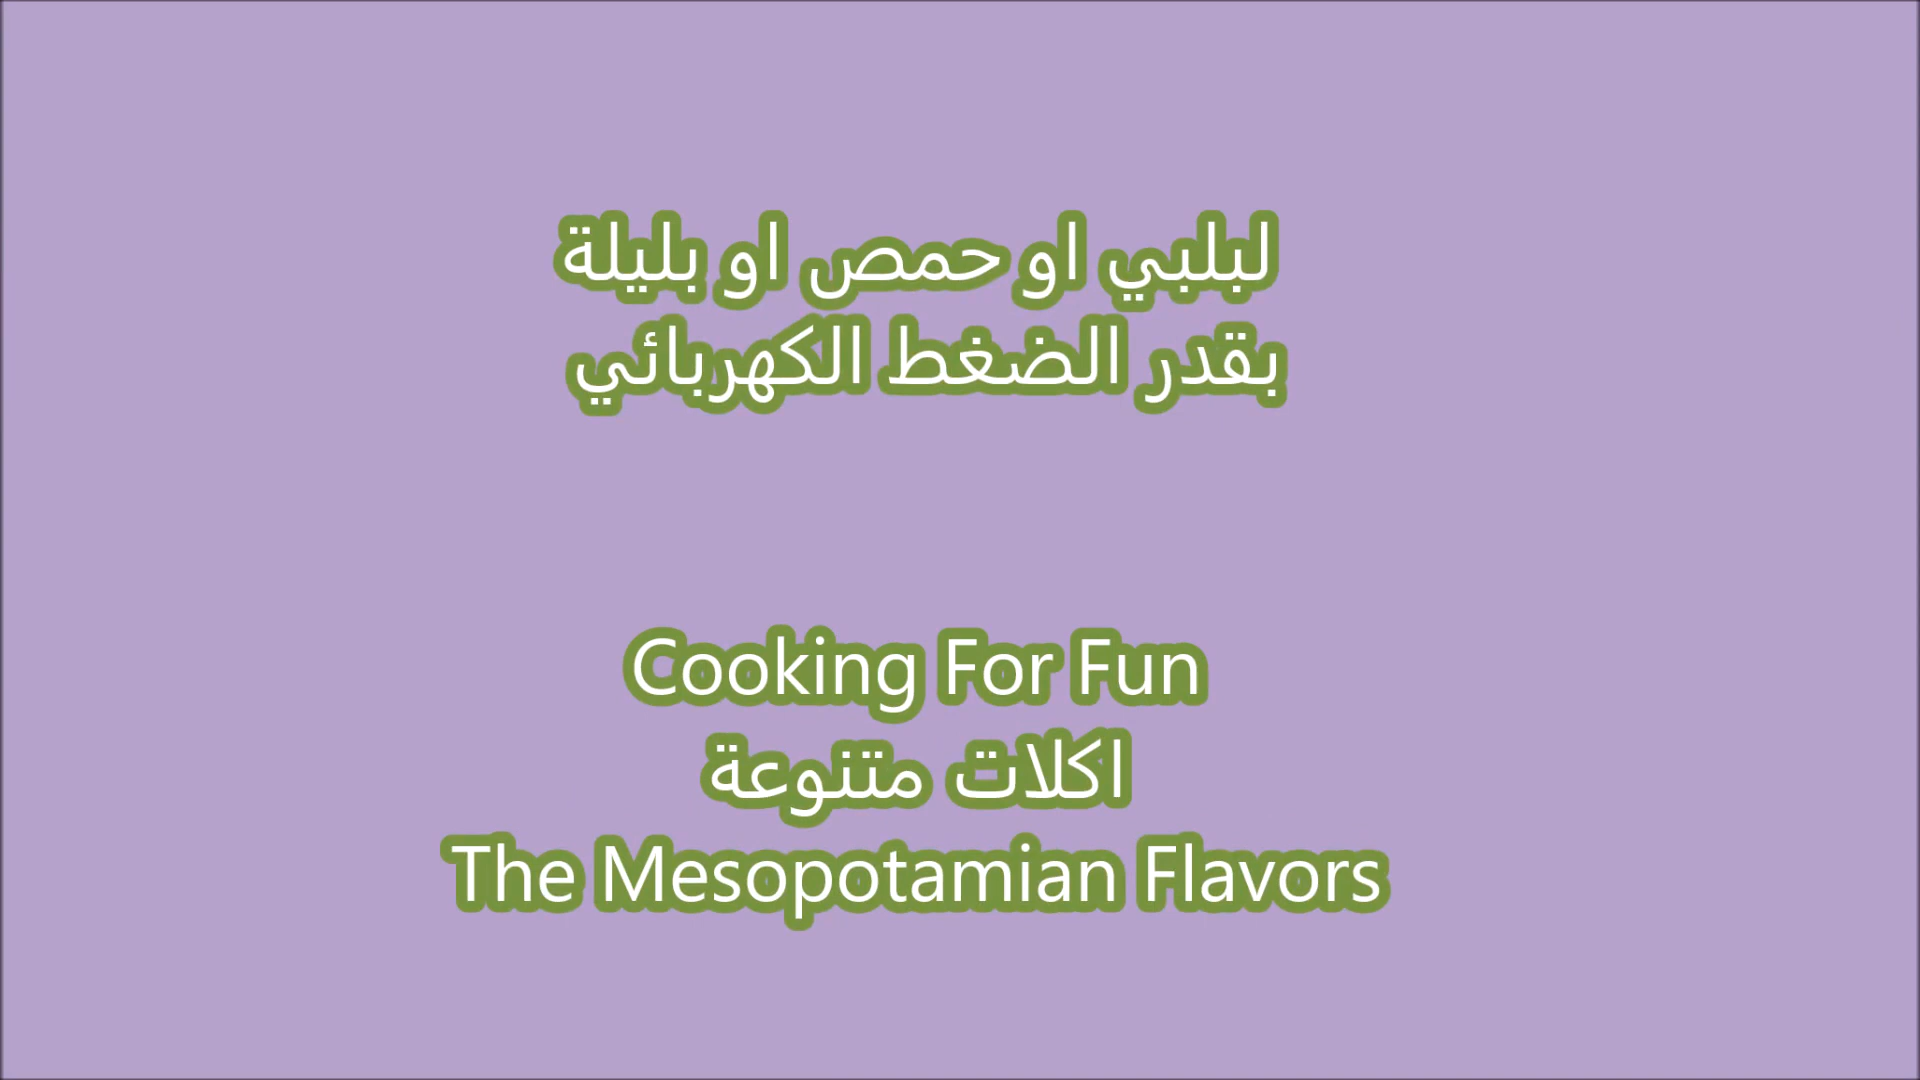 لبلبي او حمص او بليلة
بقدر الضغط الكهربائي
Cooking For Fun
اكلات متنوعة
The Mesopotamian Flavors